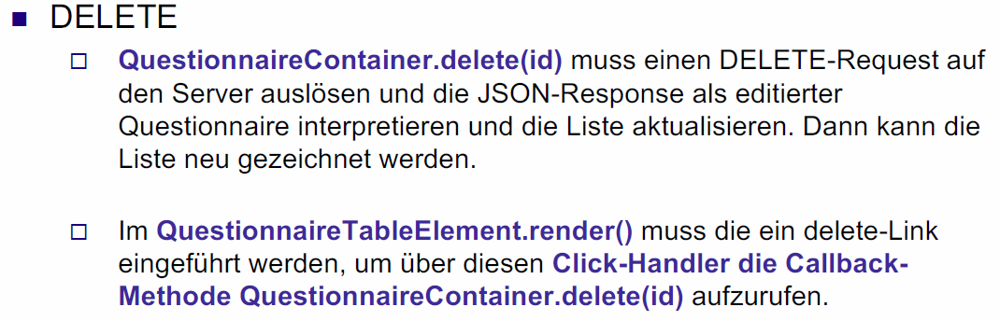 DELETE
QuestionnaireContainer.delete(id) muss einen DELETE-Request auf
den Server auslösen und die JSON-Response als editierter
Questionnaire interpretieren und die Liste aktualisieren. Dann kann die
Liste neu gezeichnet werden.
Im QuestionnaireTableElement.render() muss die ein delete-Link
eingeführt werden, um über diesen Click-Handler die Callback-
Methode QuestionnaireContainer.delete(id) aufzurufen.